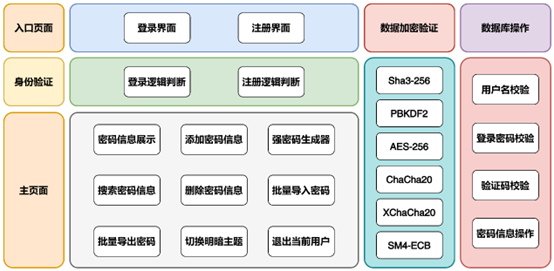 入口页面
登录界面
注册界面
数据加密验证
数据库操作
身份验证
登录逻辑判断
注册逻辑判断
Sha3-256
PBKDF2
AES-256
ChaCha20
XChaCha20
SM4-ECB
用户名校验
登录密码校验
验证码校验
密码信息操作
主页面
密码信息展示
添加密码信息
强密码生成器
搜索密码信息
删除密码信息
批量导入密码
批量导出密码
切换明暗主题
退出当前用户